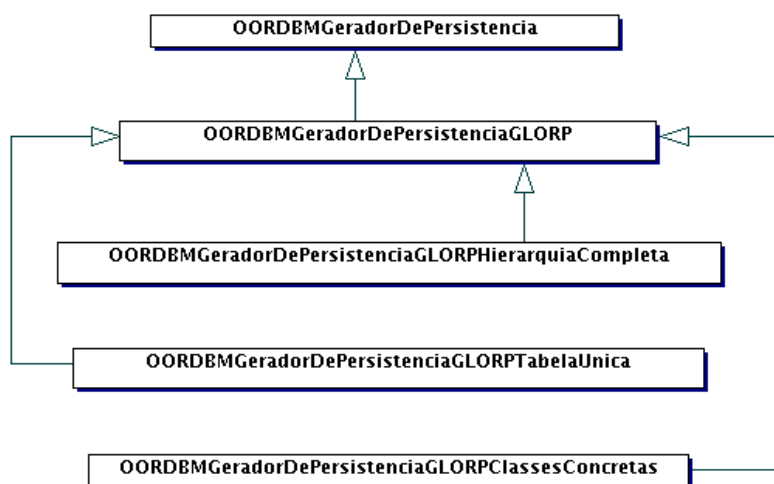 OORDBMGeradorDePersistencia
OORDBMGeradorDePersistenciaGLORP
OORDBMGeradorDePersistenciaGLORPHierarquiaCompleta
OORDBMGeradorDePersistenciaGLORPTabelaUnica
OORDBMGeradorDePersistenciaGLORPClassesConcretas